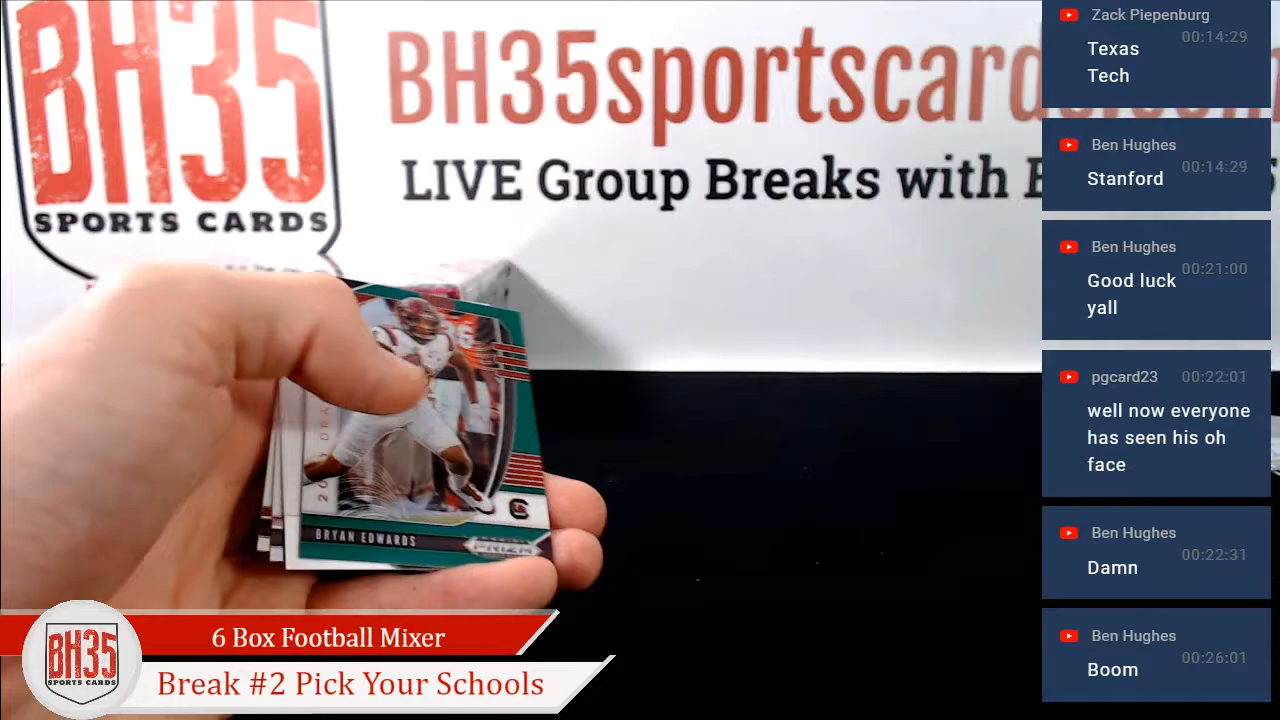 BH35
SPORTS CARDS
BH35sportscards.com
LIVE Group Breaks with
BRYAN EDWARDS
PRIZM
6 Box Football Mixer
Break #2 Pick Your Schools
BH35
SPORTS CARDS
Zack Piepenburg
00:14:29
Texas
Tech
Ben Hughes
00:14:29
Stanford
Ben Hughes
00:21:00
Good luck
yall
pgcard23 00:22:01
well now everyone
has seen his oh
face
Ben Hughes
00:22:31
Damn
Ben Hughes
00:26:01
Boom